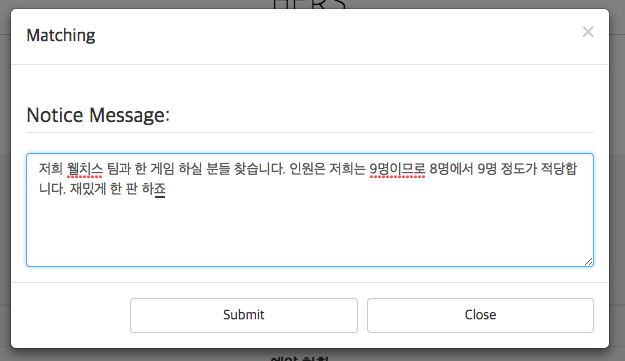 HERS
Matching
×
Notice Message:
저희 웰치스 팀과 한 게임 하실 분들 찾습니다. 인원은 저희는 9명이므로 8명에서 9명 정도가 적당합
니다. 재밌게 한 판 하죠
Submit
Close